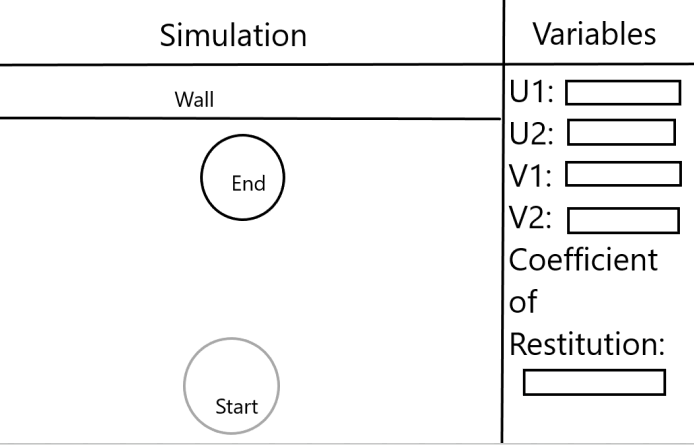 Simulation
Variables
Wall
End
Start
U1:
U2:
V1:
V2:
Coefficient
of
Restitution: